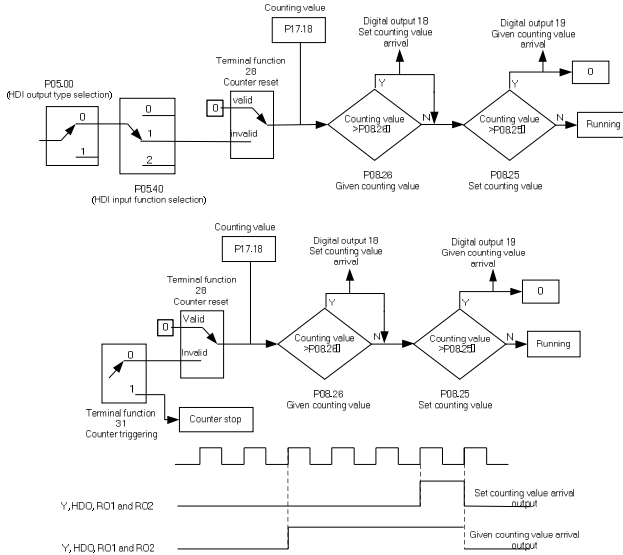 Counting value
P17.18
Digital output 18
Set counting value
arrival
Digital output 19
Given counting value
arrival
Terminal function
28
Counter reset
P05.00
(HDI output type selection)
0
1
0
1
2
P05.40
(HDI input function selection)
0
valid
invalid
Y
Counting value
>P08.26
N
P08.26
Given counting value
Y
0
Counting value
>P08.25
N
Running
P08.25
Set counting value
Counting value
P17.18
Digital output 18
Set counting value
arrival
Digital output 19
Given counting value
arrival
Terminal function
28
Counter reset
0
Valid
Invalid
0
1
Terminal function
31
Counter triggering
Counter stop
Y
Counting value
>P08.26
N
P08.26
Given counting value
Y
0
Counting value
>P08.25
N
Running
P08.25
Set counting value
Y, HDO, RO1 and RO2
Set counting value arrival
output
Y, HDO, RO1 and RO2
Given counting value arrival
output